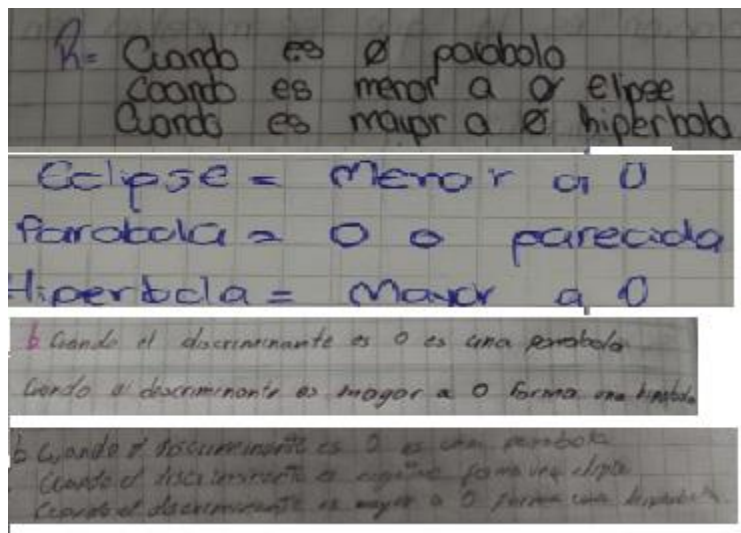 R= Cuando es ø parabola
Coando es menor a ø elipse
Cuando es mayor a ø hiperbola
Eclipse = Menor a 0
Parabola = 0 o parecida
Hiperbola = Mayor a 0
b Cuando el discriminante es 0 es una parabola
Cuando el discriminante es mayor a 0 forma una hiperbola
b Cuando el discriminante es 0 es una parabola
Cuando el discriminante es negativo forma una elipse
Cuando el discriminante es mayor a 0 forma una hiperbola